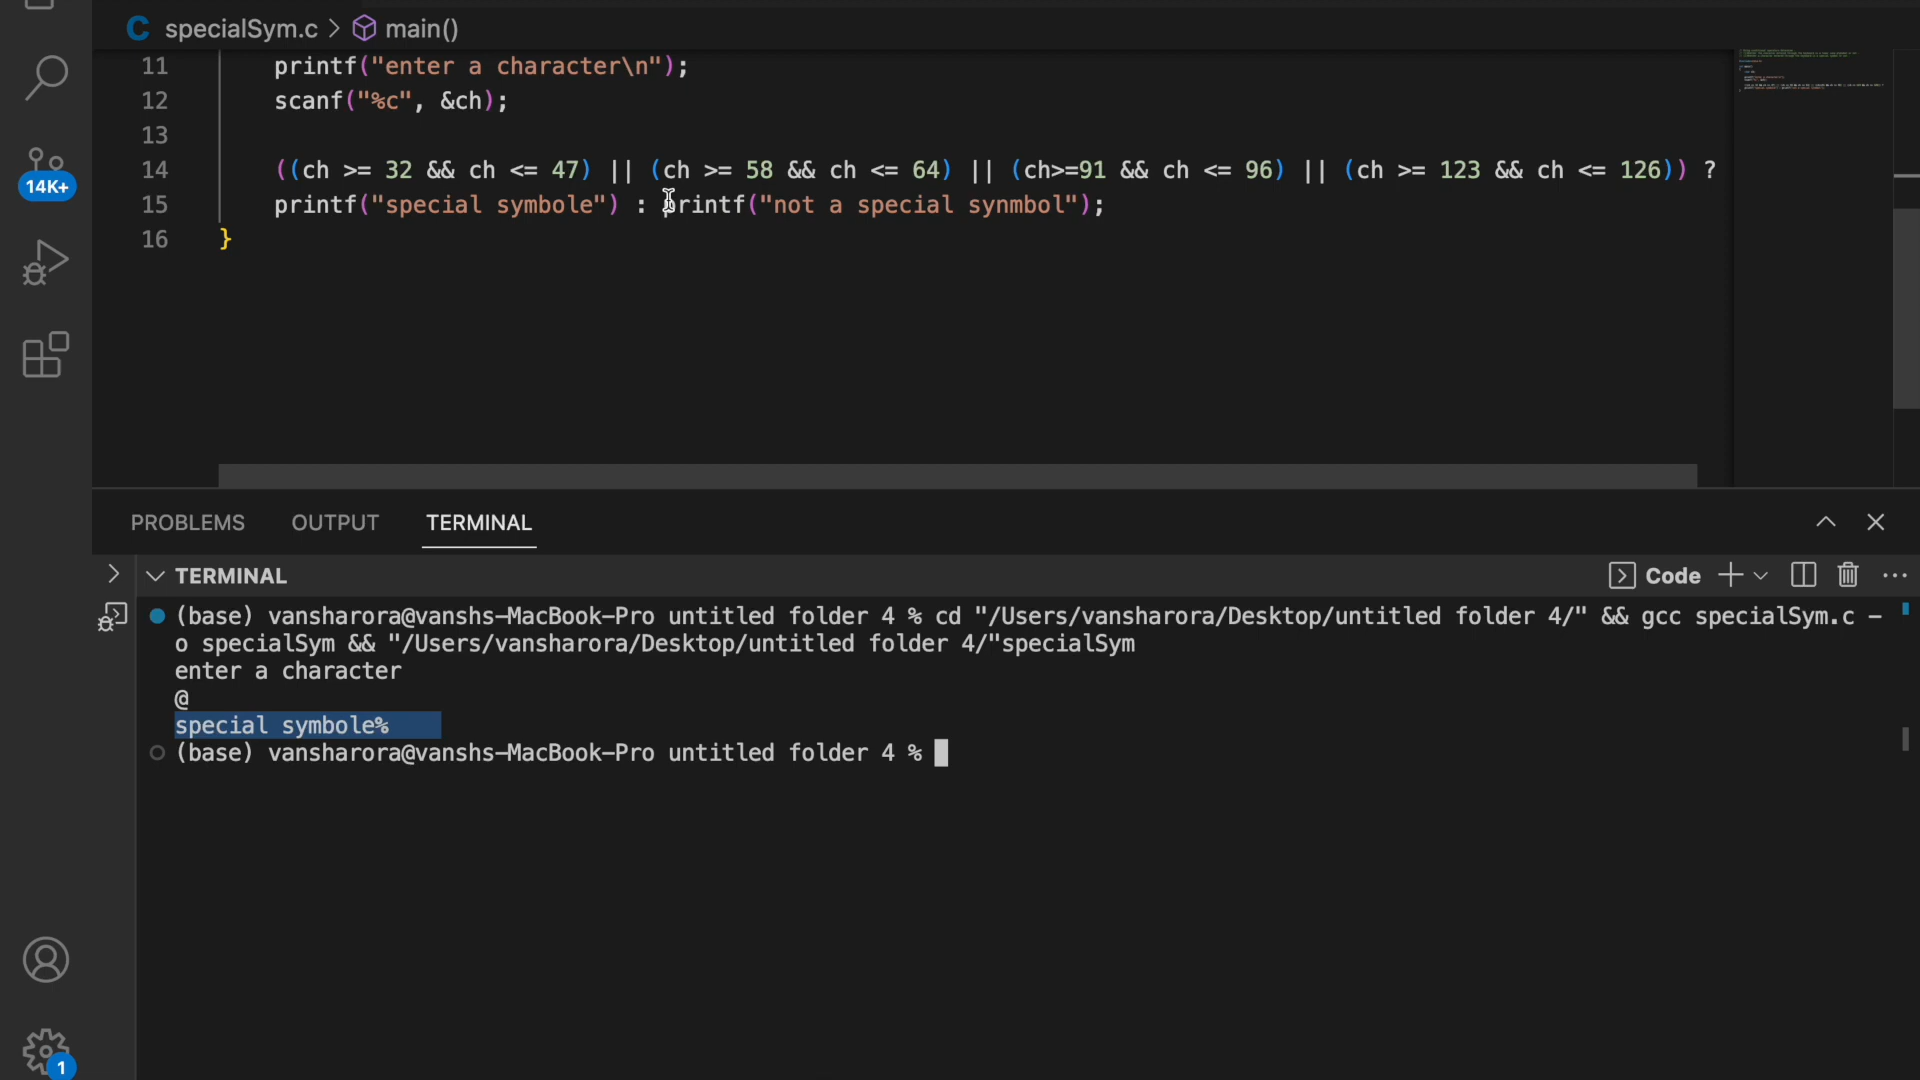 C specialSym.c > main()
11 printf("enter a character\n");
12 scanf("%c", &ch);
13
14 ((ch >= 32 && ch <= 47) || (ch >= 58 && ch <= 64) || (ch>=91 && ch <= 96) || (ch >= 123 && ch <= 126)) ?
15 printf("special symbole") : printf("not a special synmbol");
16 }
14K+
PROBLEMS OUTPUT TERMINAL
TERMINAL Code
(base) vansharora@vanshs-MacBook-Pro untitled folder 4 % cd "/Users/vansharora/Desktop/untitled folder 4/" && gcc specialSym.c -
o specialSym && "/Users/vansharora/Desktop/untitled folder 4/"specialSym
enter a character
@
special symbole%
(base) vansharora@vanshs-MacBook-Pro untitled folder 4 %
1